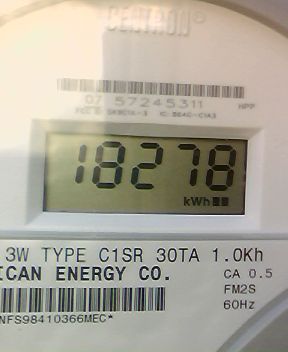 CENTRON®
07 57245311 HPP
18278
kWh
3W TYPE C1SR 30TA 1.0Kh
ICAN ENERGY CO. CA 0.5
FM2S
60Hz
NFS98410366MEC*